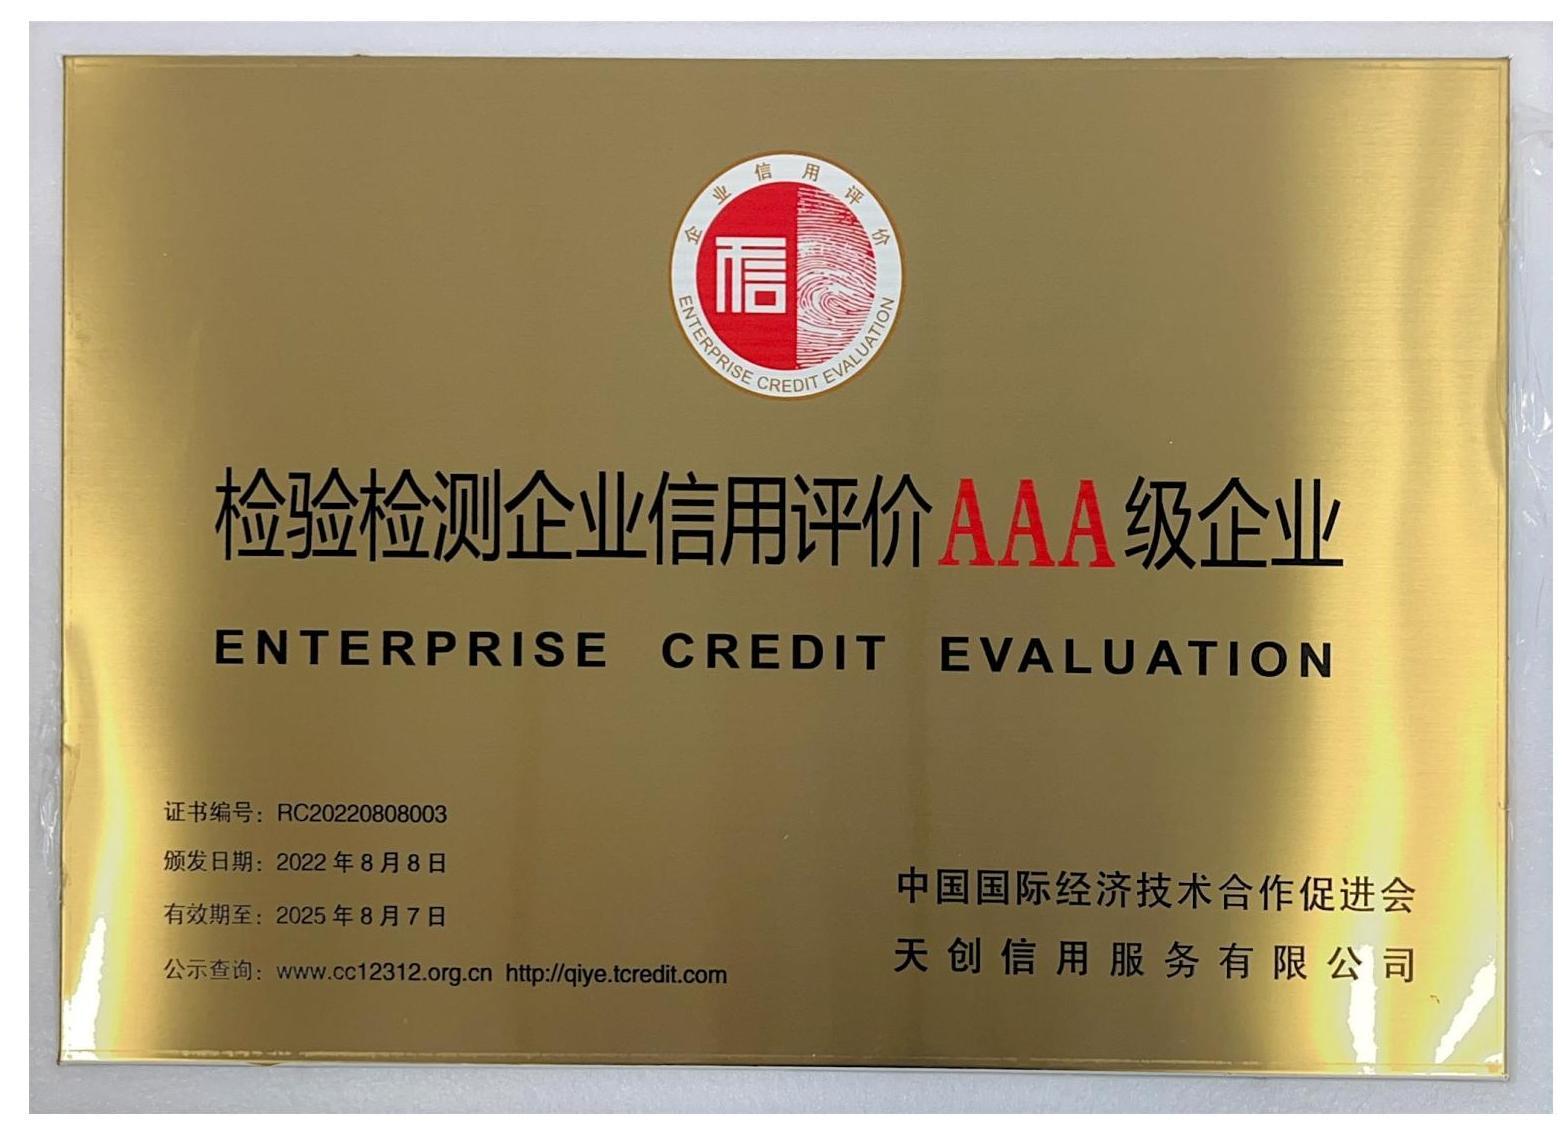 企业信用评价
信
ENTERPRISE CREDIT EVALUATION
检验检测企业信用评价AAA级企业
ENTERPRISE CREDIT EVALUATION
证书编号：RC20220808003
颁发日期：2022年8月8日
有效期至：2025年8月7日
公示查询：www.cc12312.org.cn http://qiye.tcredit.com
中国国际经济技术合作促进会
天创信用服务有限公司